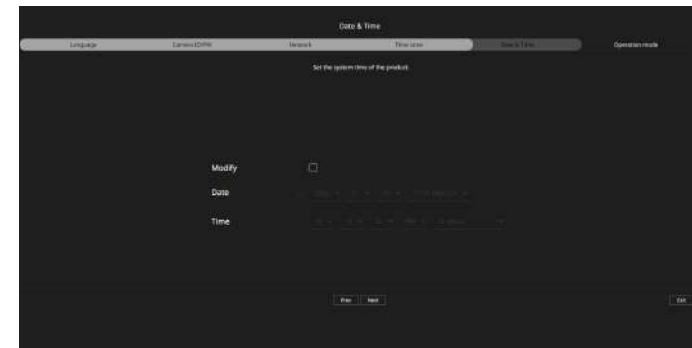 Date & Time
Language Camera ID/PW Network Time zone Date & Time Operation mode
Set the system time of the product.
Modify
Date
Time
Prev Next Exit